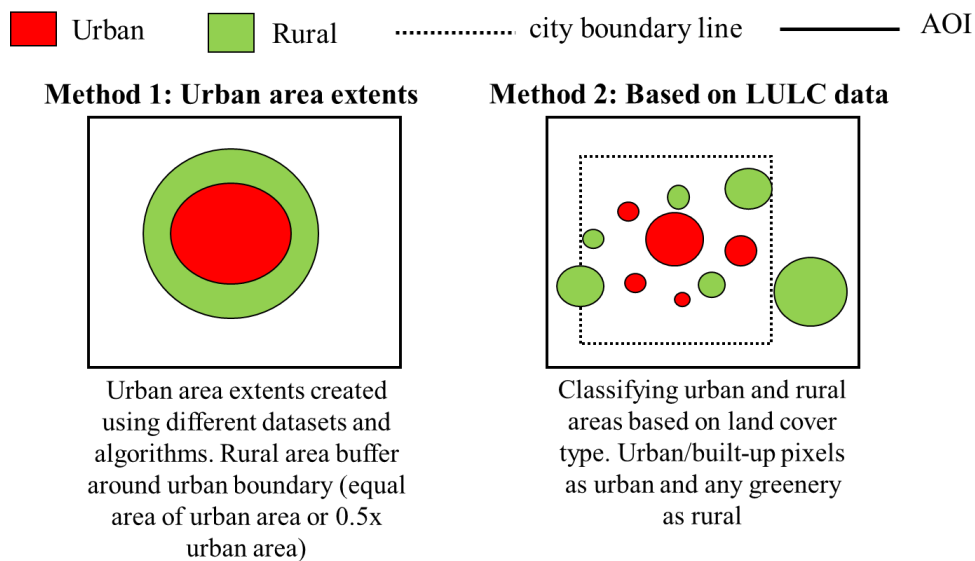 Urban Rural city boundary line AOI
Method 1: Urban area extents
Urban area extents created
using different datasets and
algorithms. Rural area buffer
around urban boundary (equal
area of urban area or 0.5x
urban area)
Method 2: Based on LULC data
Classifying urban and rural
areas based on land cover
type. Urban/built-up pixels
as urban and any greenery
as rural